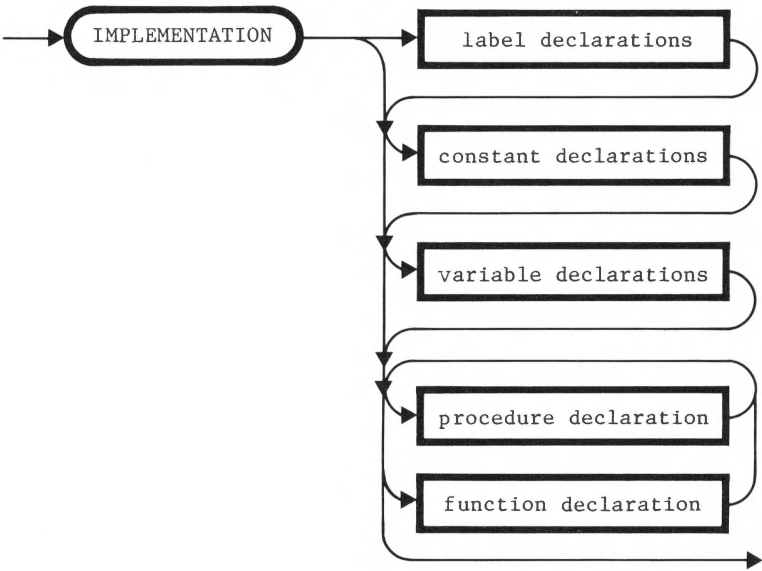 IMPLEMENTATION
label declarations
constant declarations
variable declarations
procedure declaration
function declaration